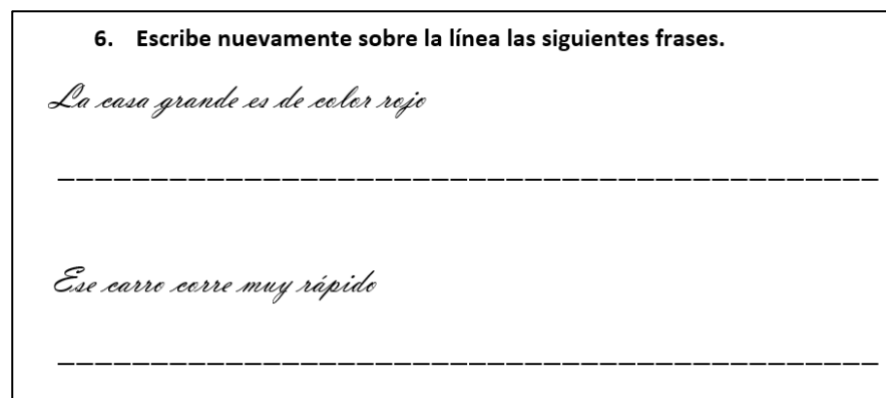 6. Escribe nuevamente sobre la línea las siguientes frases.
La casa grande es de color rojo
Ese carro corre muy rápido